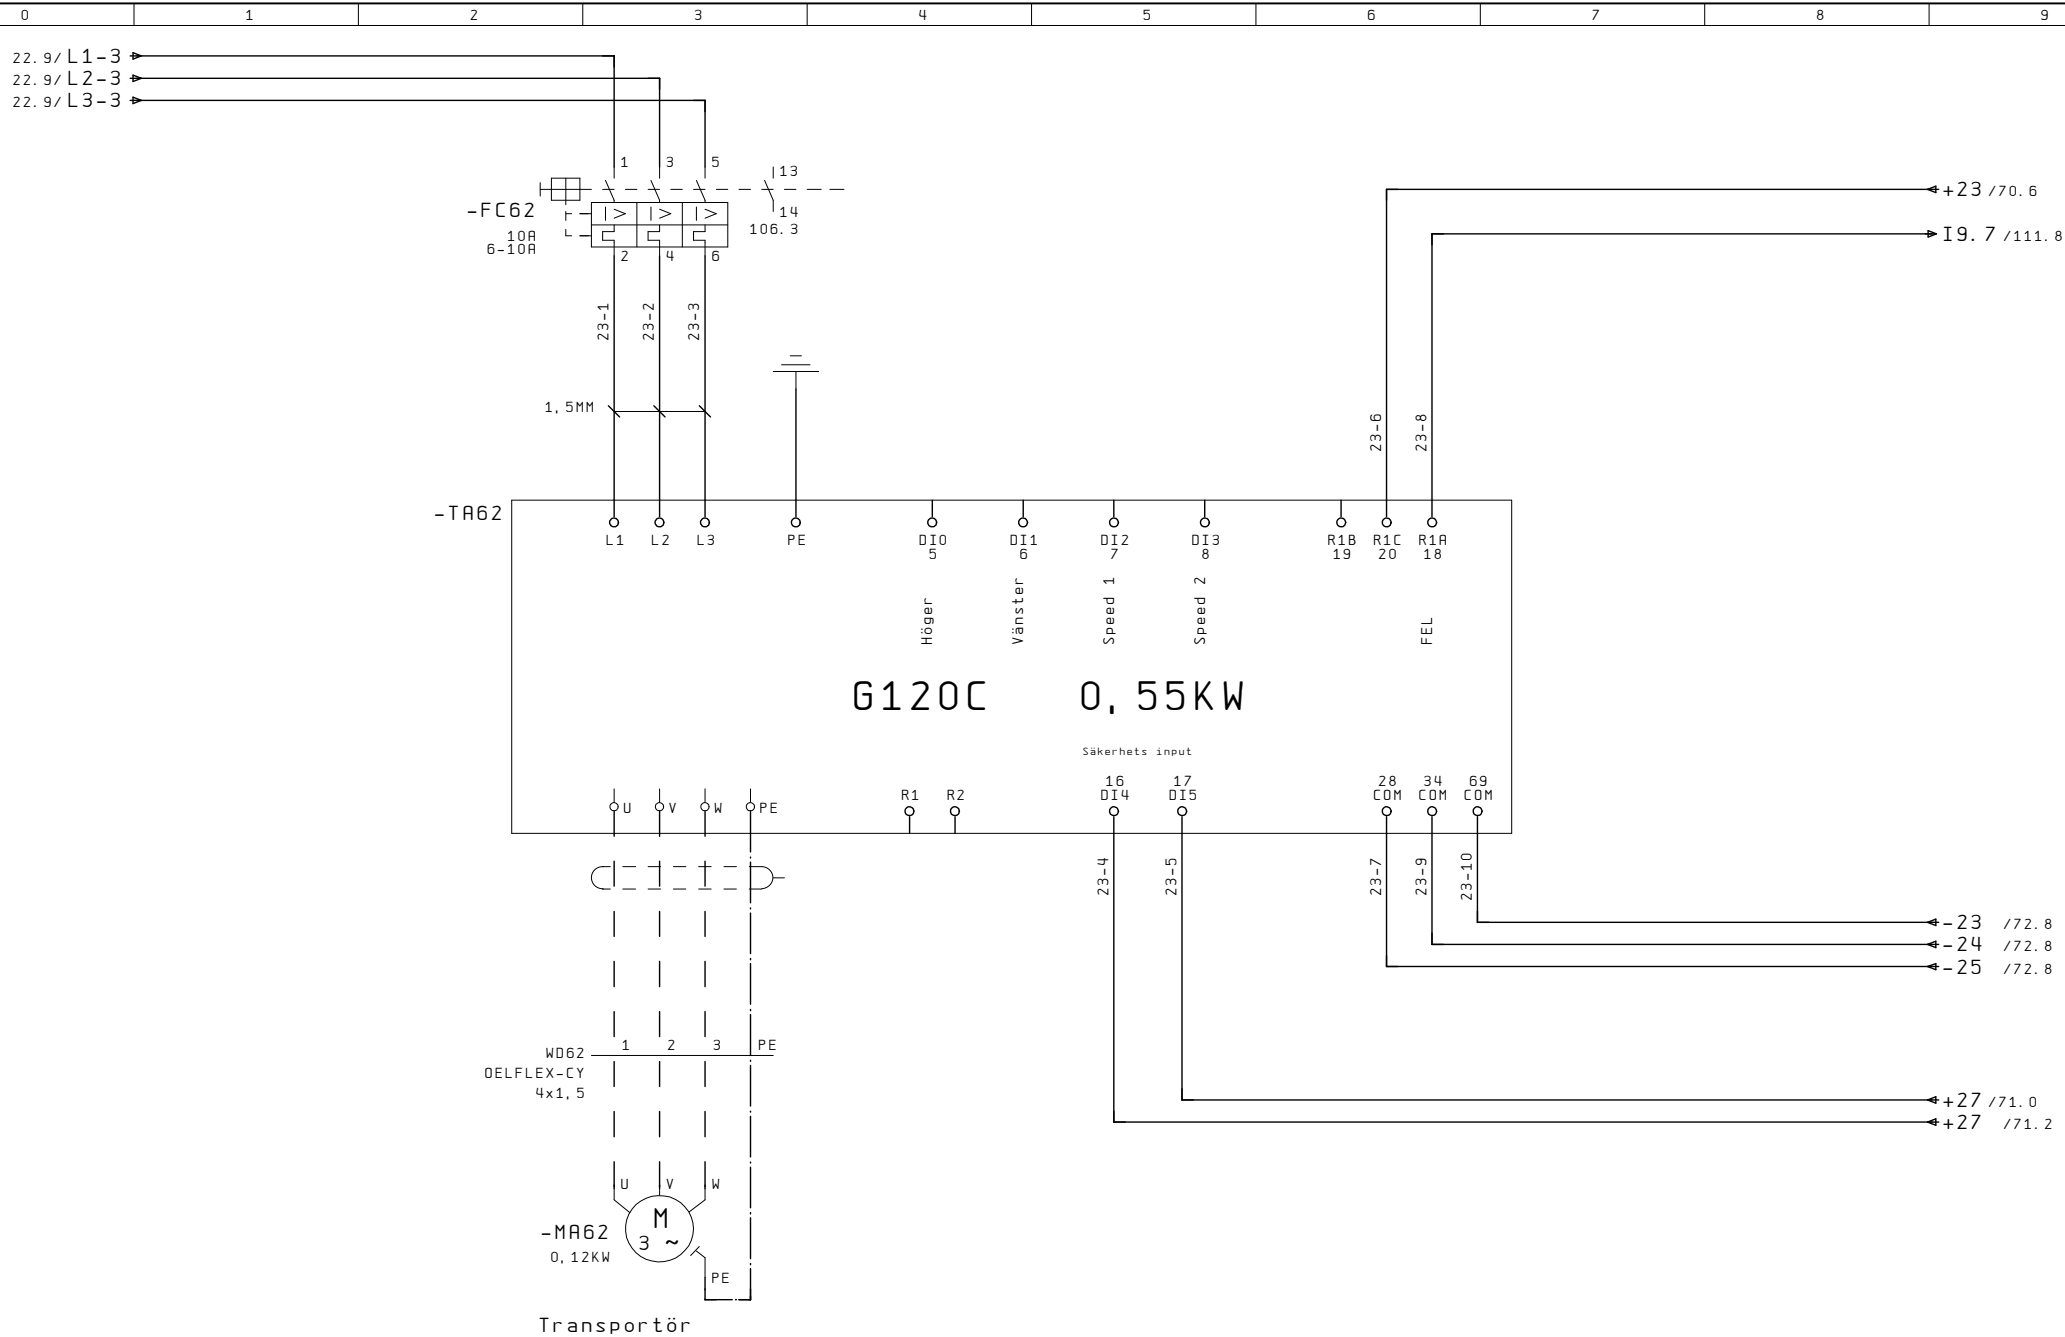 0 1 2 3 4 5 6 7 8 9
22.9/L1-3
22.9/L2-3
22.9/L3-3
1 3 5 13
-FC62 14
10A 106.3
6-10A
2 4 6
+23 /70.6
I9.7 /111.8
23-1 23-2 23-3
1,5MM
23-6 23-8
-TA62
L1 L2 L3 PE DI0 DI1 DI2 DI3 R1B R1C R1A
5 6 7 8 19 20 18
Höger Vänster Speed 1 Speed 2 FEL
G120C 0,55KW
Säkerhets input
16 17 28 34 69
R1 R2 DI4 DI5 COM COM COM
U V W PE
23-4 23-5 23-7 23-9 23-10
-23 /72.8
-24 /72.8
-25 /72.8
WD62 1 2 3 PE
OELFLEX-CY
4x1,5
+27 /71.0
+27 /71.2
U V W
-MA62 M
0,12KW 3 ~
PE
Transportör